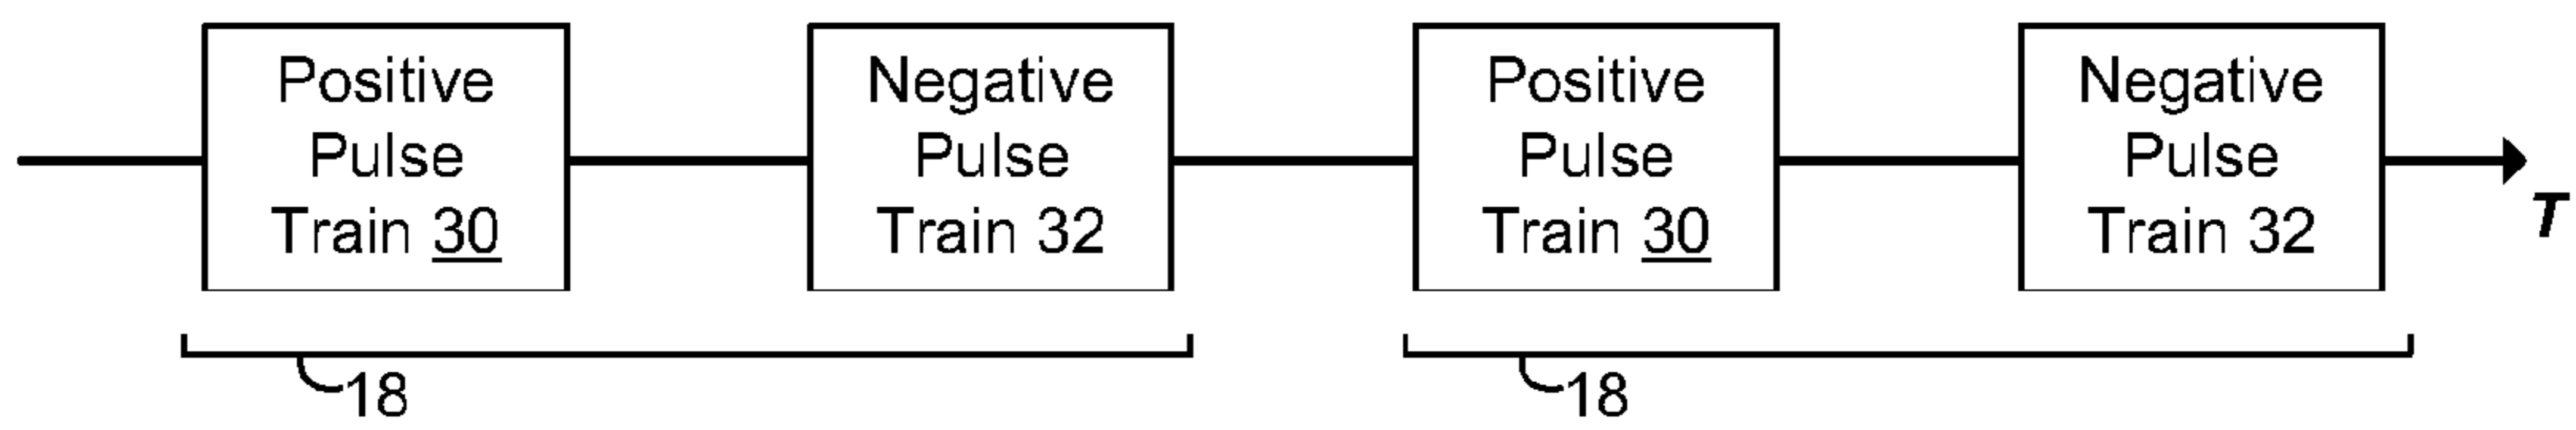 Positive
Pulse
Train 30
Negative
Pulse
Train 32
Positive
Pulse
Train 30
Negative
Pulse
Train 32
T
18
18